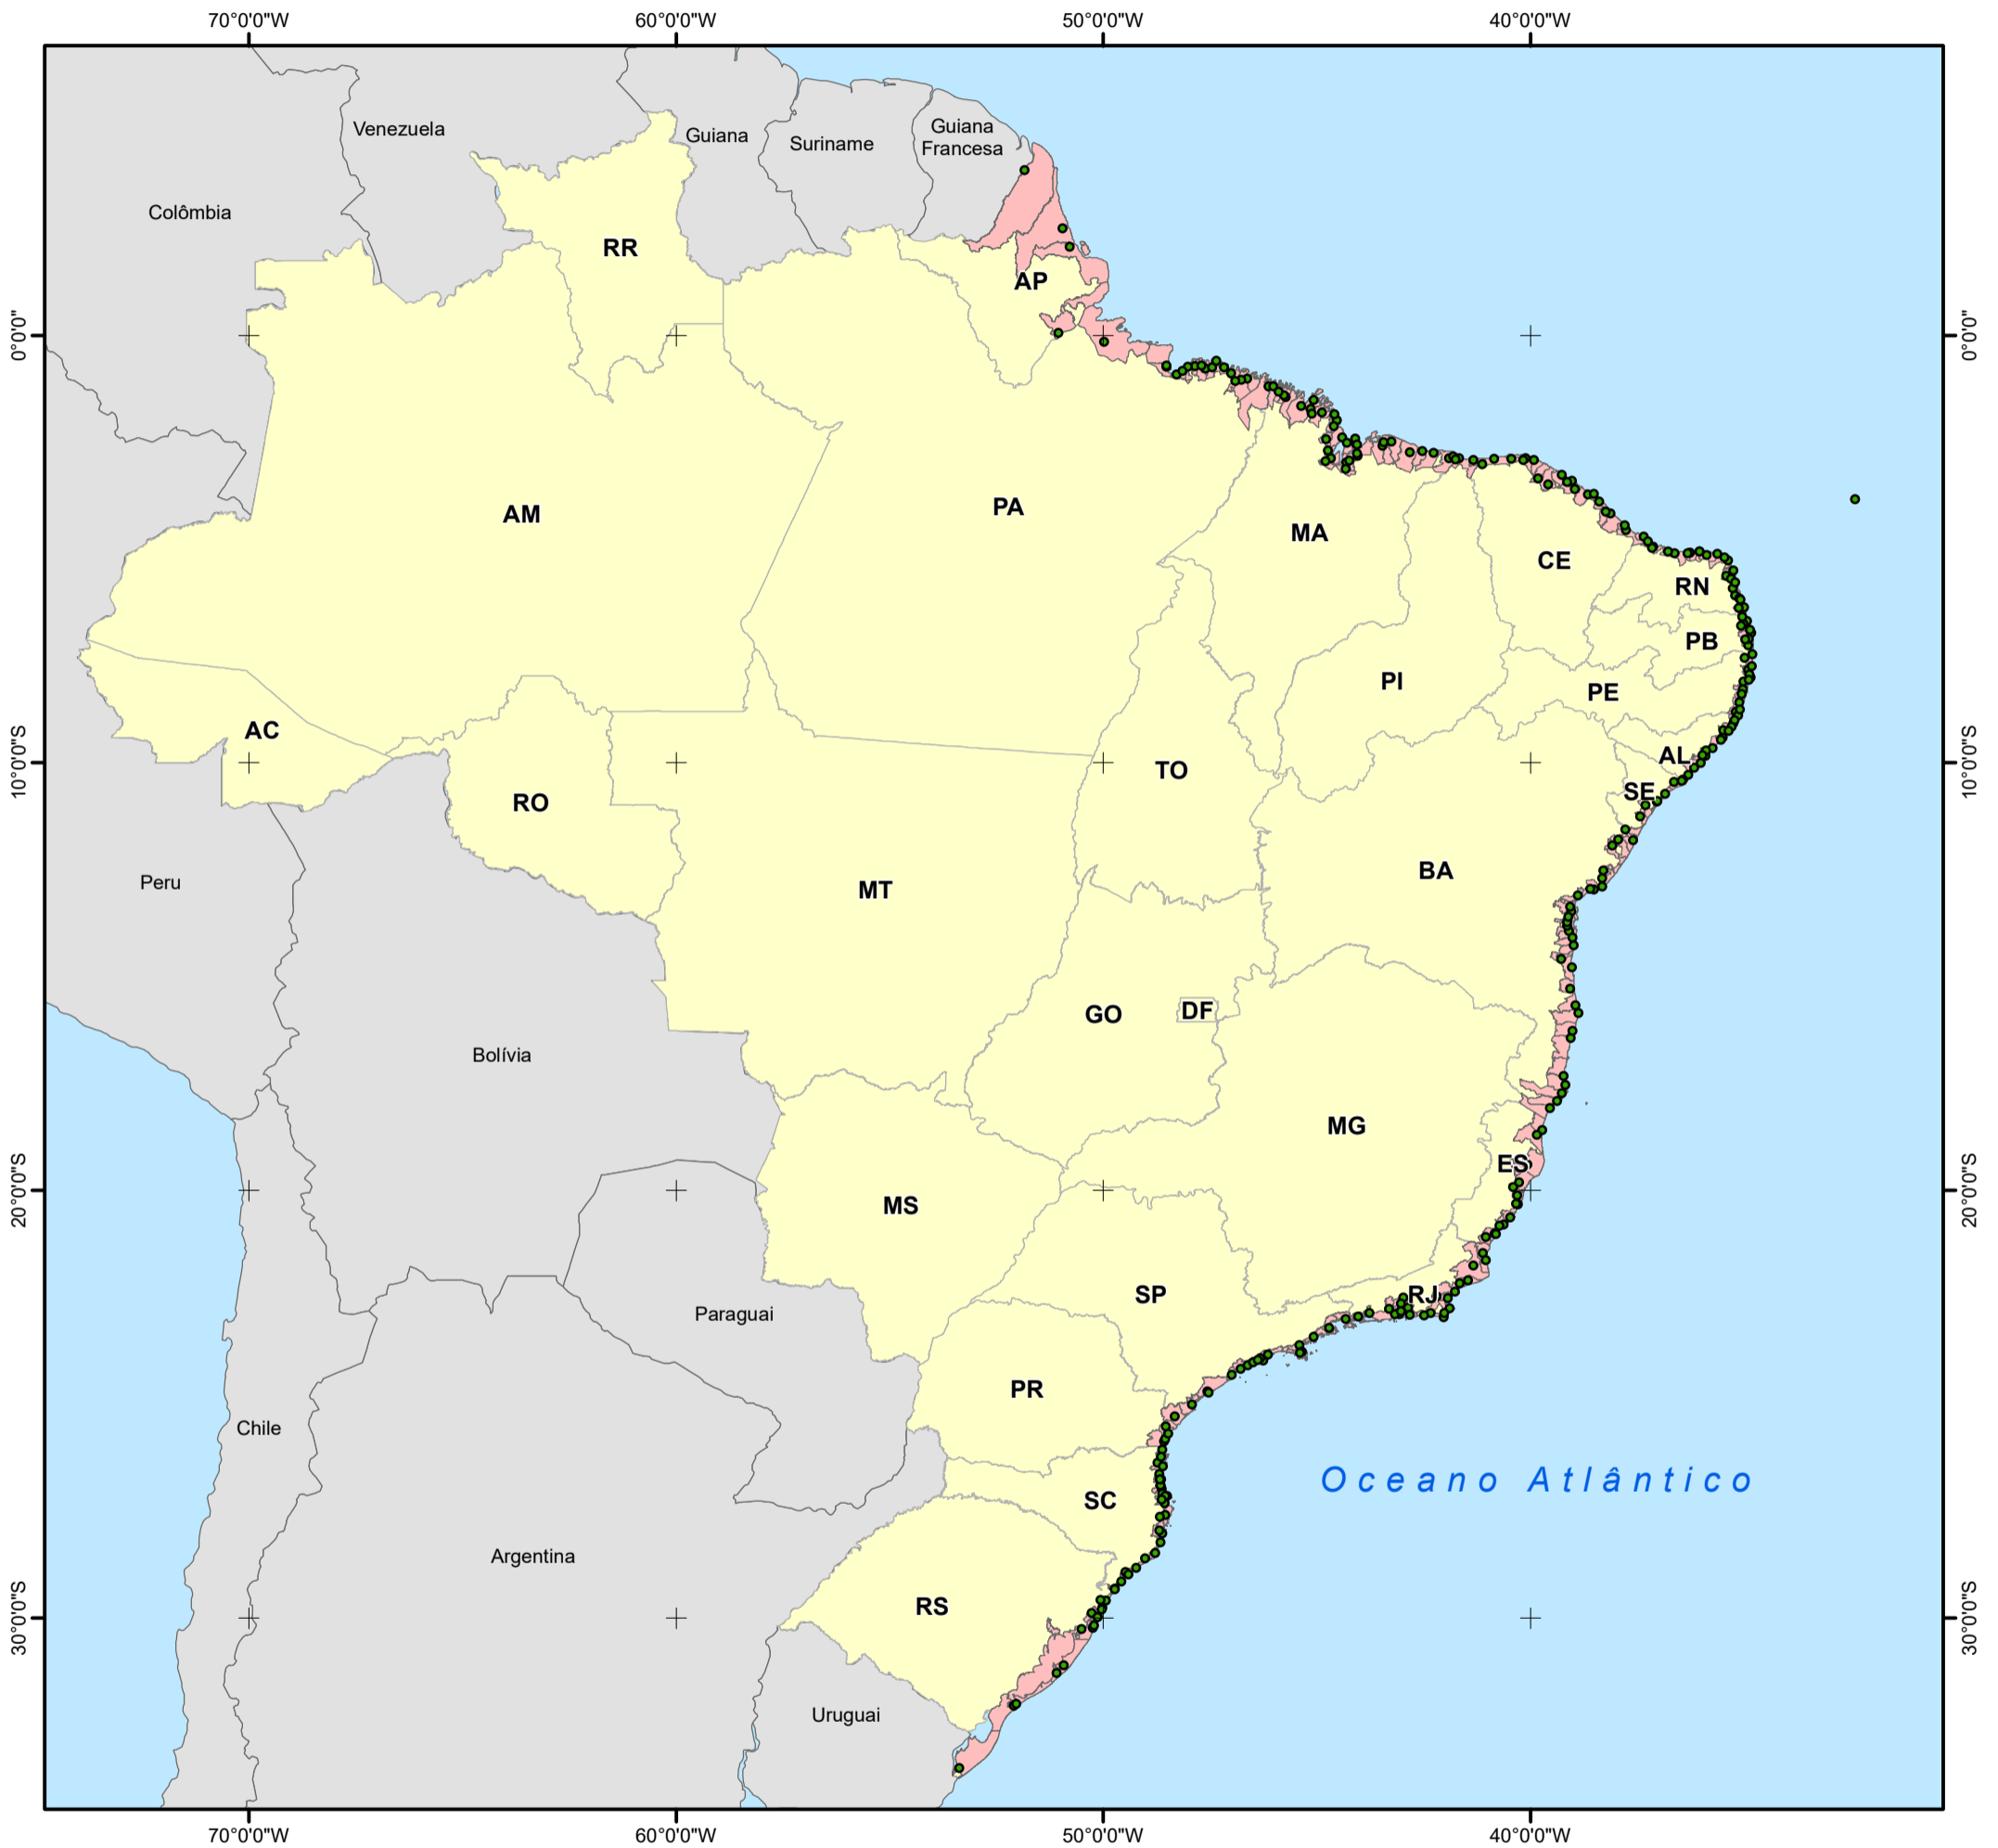 70°0'0"W 60°0'0"W 50°0'0"W 40°0'0"W
Venezuela
Guiana
Suriname
Guiana
Francesa
Colômbia
RR
AP
0°0'0" 0°0'0"
AM
PA
MA
CE
RN
PB
PI
PE
AC
AL
10°0'0"S 10°0'0"S
TO
SE
RO
BA
Peru
MT
GO
DF
Bolívia
MG
ES
20°0'0"S 20°0'0"S
MS
SP
RJ
Paraguai
PR
Chile
Oceano Atlântico
SC
Argentina
RS
30°0'0"S 30°0'0"S
Uruguai
70°0'0"W 60°0'0"W 50°0'0"W 40°0'0"W